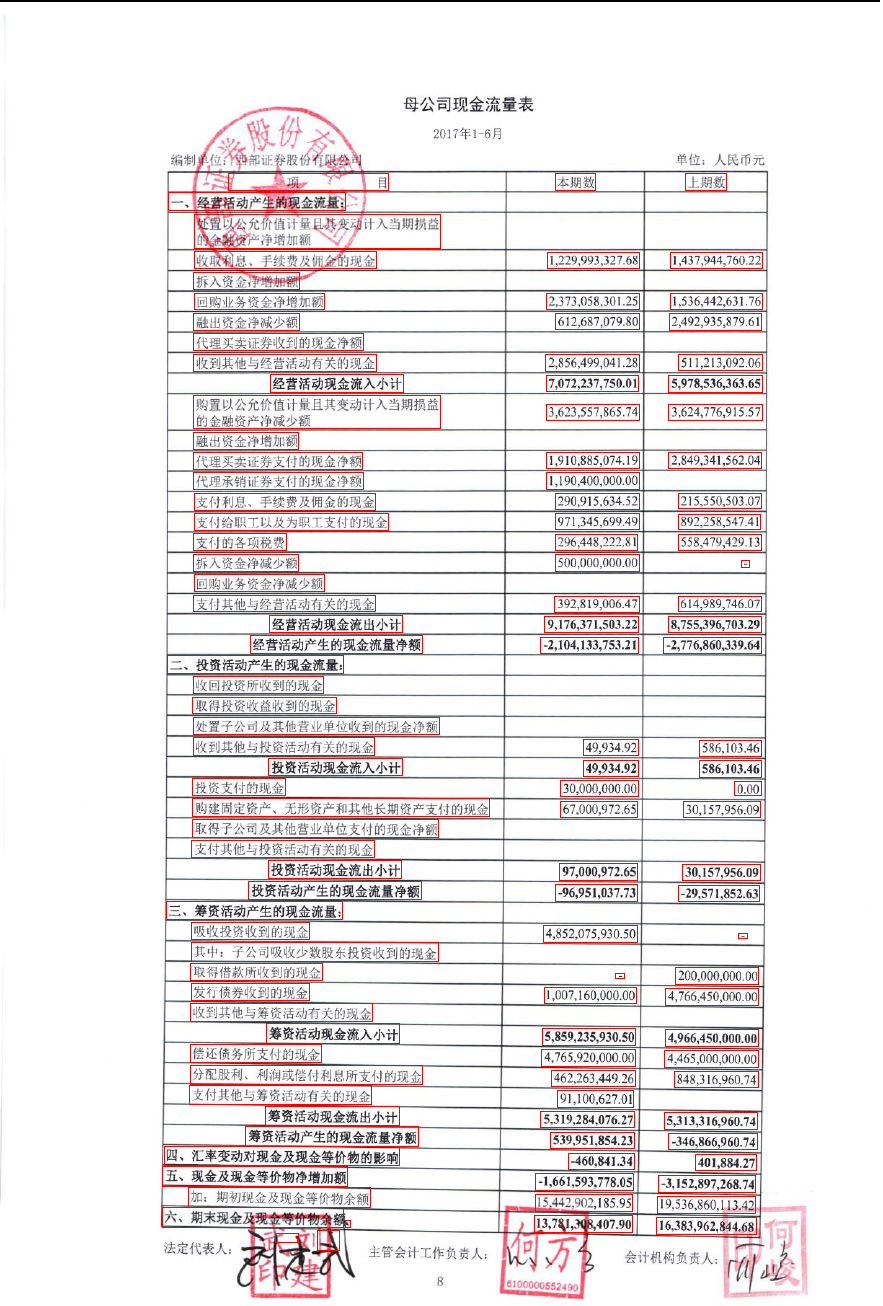 母公司现金流量表
2017年1-6月
编制单位：西部证券股份有限公司 单位：人民币元
项 目 本期数 上期数
一、经营活动产生的现金流量：
处置以公允价值计量且其变动计入当期损益
的金融资产净增加额
收取利息、手续费及佣金的现金 1,229,993,327.68 1,437,944,760.22
拆入资金净增加额
回购业务资金净增加额 2,373,058,301.25 1,536,442,631.76
融出资金净减少额 612,687,079.80 2,492,935,879.61
代理买卖证券收到的现金净额
收到其他与经营活动有关的现金 2,856,499,041.28 511,213,092.06
经营活动现金流入小计 7,072,237,750.01 5,978,536,363.65
购置以公允价值计量且其变动计入当期损益
的金融资产净减少额 3,623,557,865.74 3,624,776,915.57
融出资金净增加额
代理买卖证券支付的现金净额 1,910,885,074.19 2,849,341,562.04
代理承销证券支付的现金净额 1,190,400,000.00
支付利息、手续费及佣金的现金 290,915,634.52 215,550,503.07
支付给职工以及为职工支付的现金 971,345,699.49 892,258,547.41
支付的各项税费 296,448,222.81 558,479,429.13
拆入资金净减少额 500,000,000.00 -
回购业务资金净减少额
支付其他与经营活动有关的现金 392,819,006.47 614,989,746.07
经营活动现金流出小计 9,176,371,503.22 8,755,396,703.29
经营活动产生的现金流量净额 -2,104,133,753.21 -2,776,860,339.64
二、投资活动产生的现金流量：
收回投资所收到的现金
取得投资收益收到的现金
处置子公司及其他营业单位收到的现金净额
收到其他与投资活动有关的现金 49,934.92 586,103.46
投资活动现金流入小计 49,934.92 586,103.46
投资支付的现金 30,000,000.00 0.00
购建固定资产、无形资产和其他长期资产支付的现金 67,000,972.65 30,157,956.09
取得子公司及其他营业单位支付的现金净额
支付其他与投资活动有关的现金
投资活动现金流出小计 97,000,972.65 30,157,956.09
投资活动产生的现金流量净额 -96,951,037.73 -29,571,852.63
三、筹资活动产生的现金流量：
吸收投资收到的现金 4,852,075,930.50 -
其中：子公司吸收少数股东投资收到的现金
取得借款所收到的现金 - 200,000,000.00
发行债券收到的现金 1,007,160,000.00 4,766,450,000.00
收到其他与筹资活动有关的现金
筹资活动现金流入小计 5,859,235,930.50 4,966,450,000.00
偿还债务所支付的现金 4,765,920,000.00 4,465,000,000.00
分配股利、利润或偿付利息所支付的现金 462,263,449.26 848,316,960.74
支付其他与筹资活动有关的现金 91,100,627.01
筹资活动现金流出小计 5,319,284,076.27 5,313,316,960.74
筹资活动产生的现金流量净额 539,951,854.23 -346,866,960.74
四、汇率变动对现金及现金等价物的影响 -460,841.34 401,884.27
五、现金及现金等价物净增加额 -1,661,593,778.05 -3,152,897,268.74
加：期初现金及现金等价物余额 15,442,902,185.95 19,536,860,113.42
六、期末现金及现金等价物余额 13,781,308,407.90 16,383,962,844.68
法定代表人： 主管会计工作负责人： 会计机构负责人：
6100000552490
8